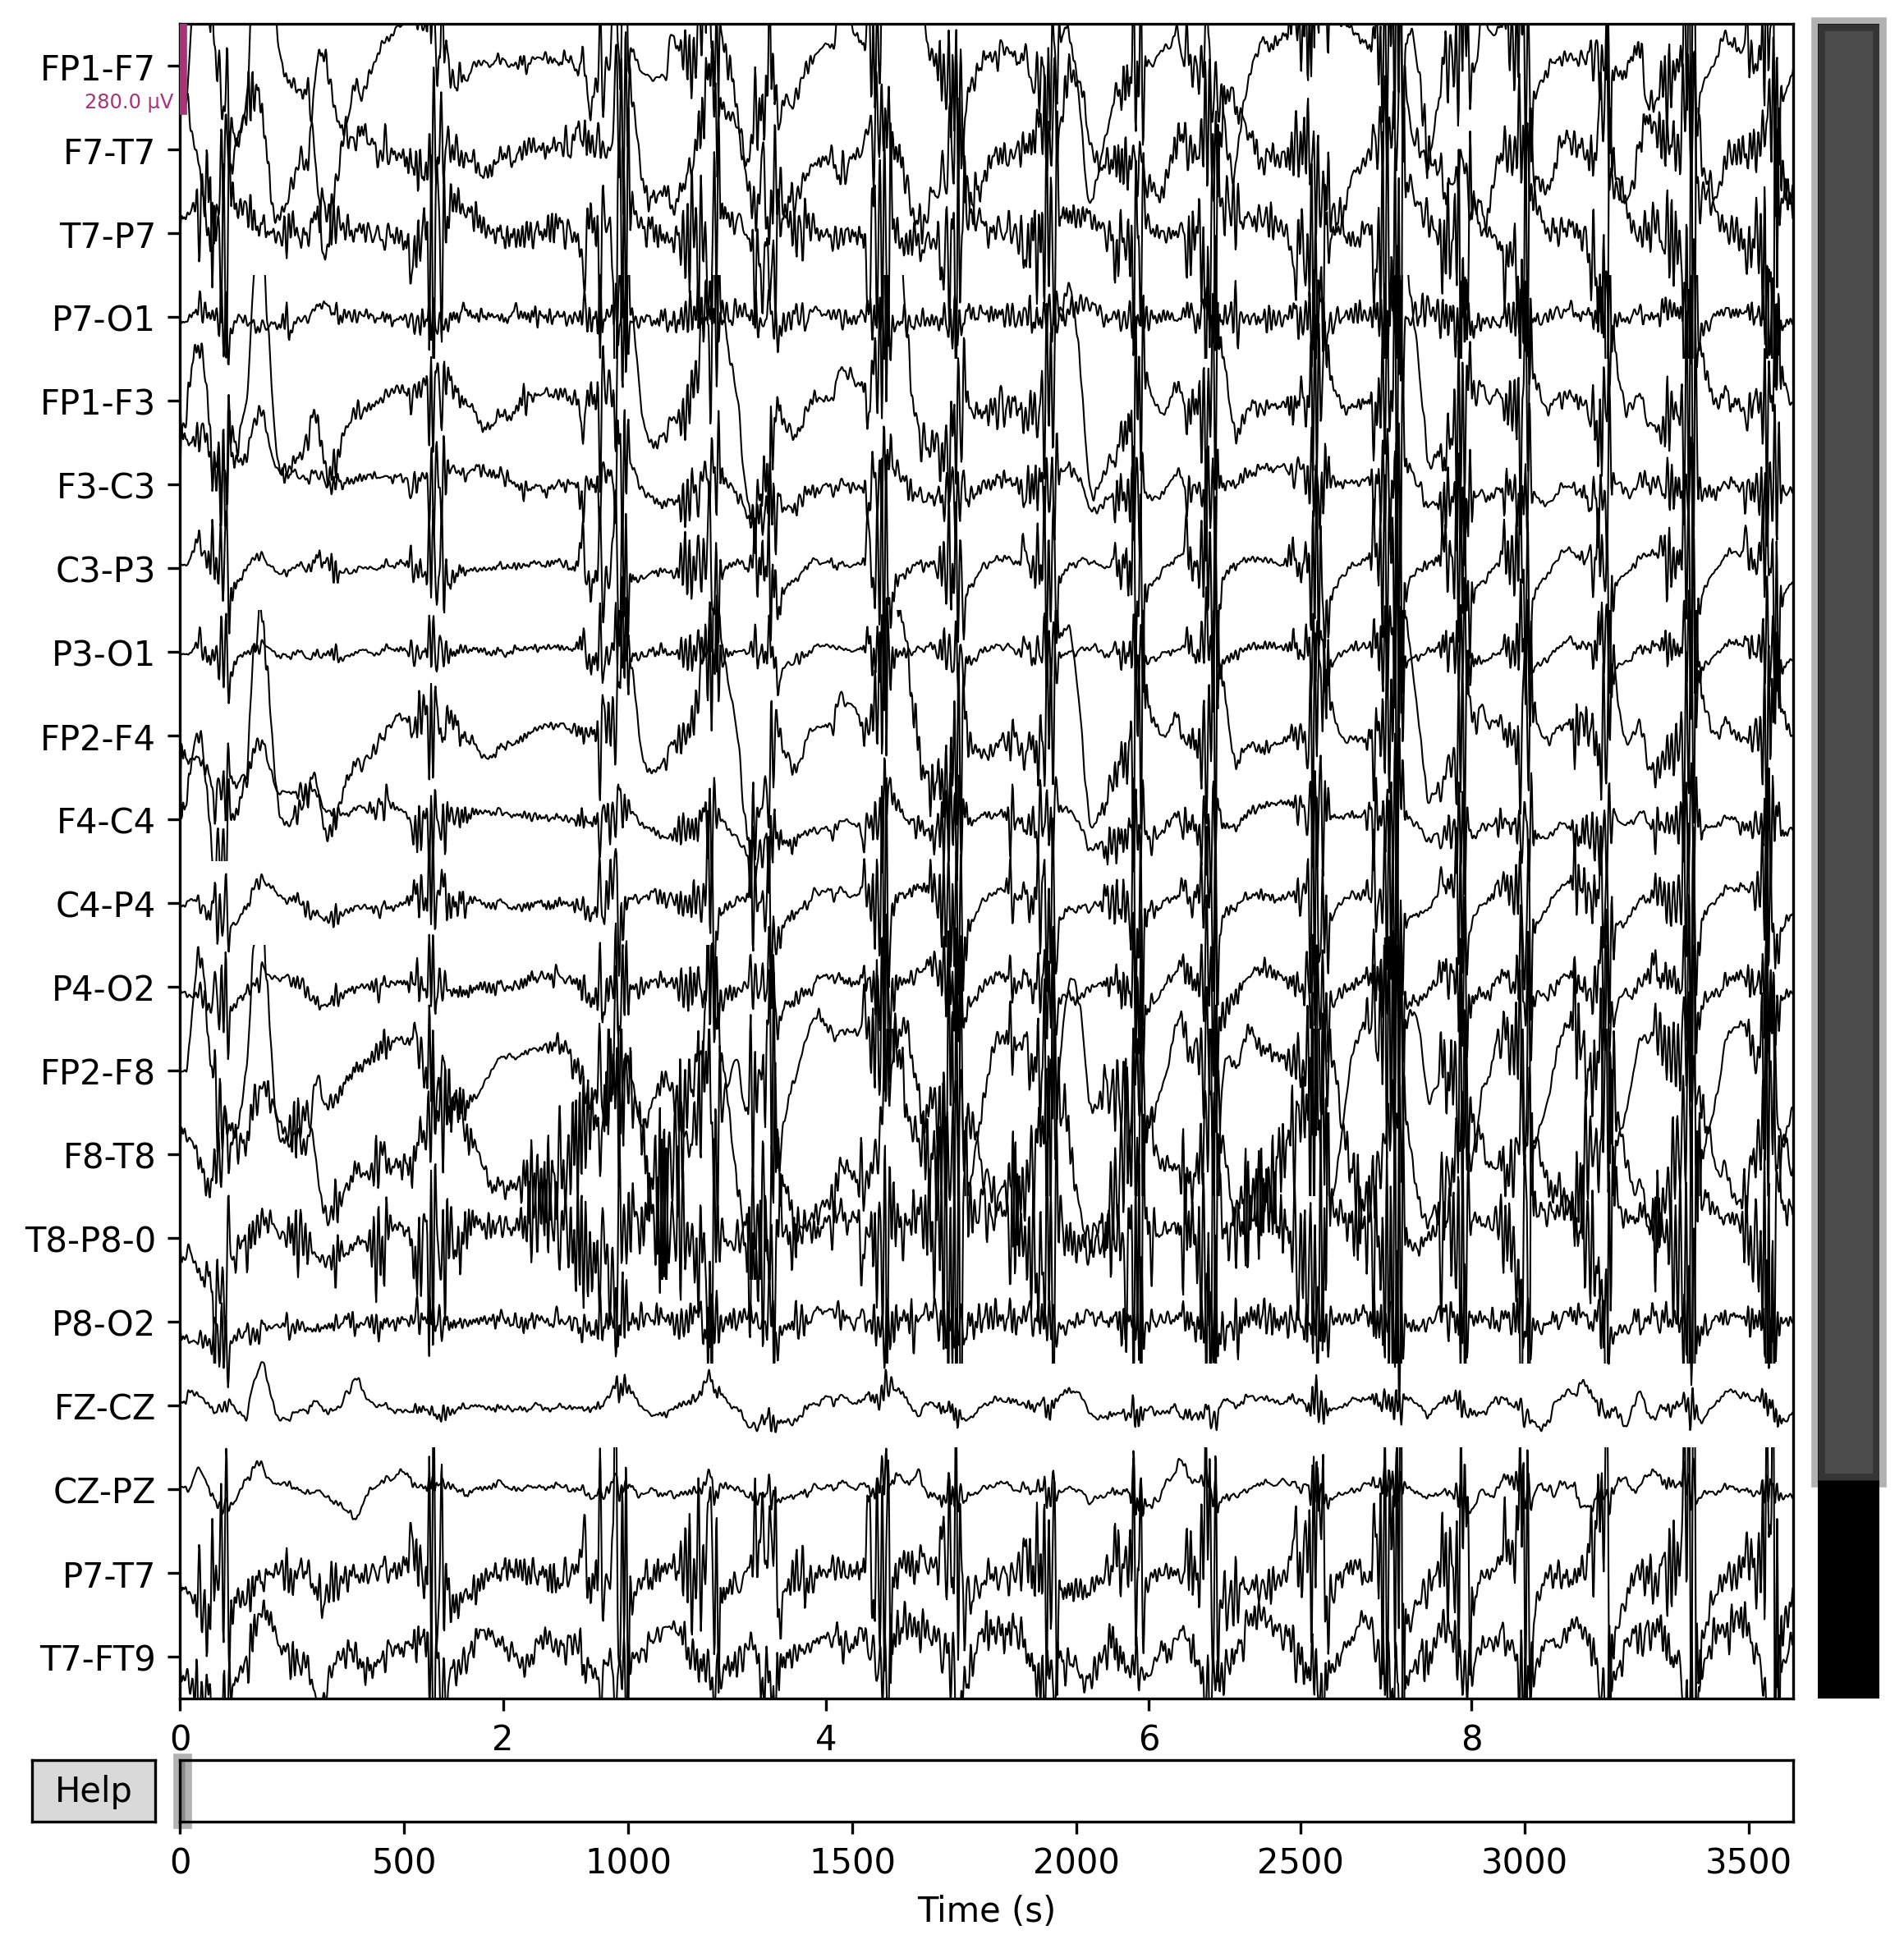 FP1-F7
280.0 µV
F7-T7
T7-P7
P7-O1
FP1-F3
F3-C3
C3-P3
P3-O1
FP2-F4
F4-C4
C4-P4
P4-O2
FP2-F8
F8-T8
T8-P8-0
P8-O2
FZ-CZ
CZ-PZ
P7-T7
T7-FT9
0 2 4 6 8
Help
0 500 1000 1500 2000 2500 3000 3500
Time (s)